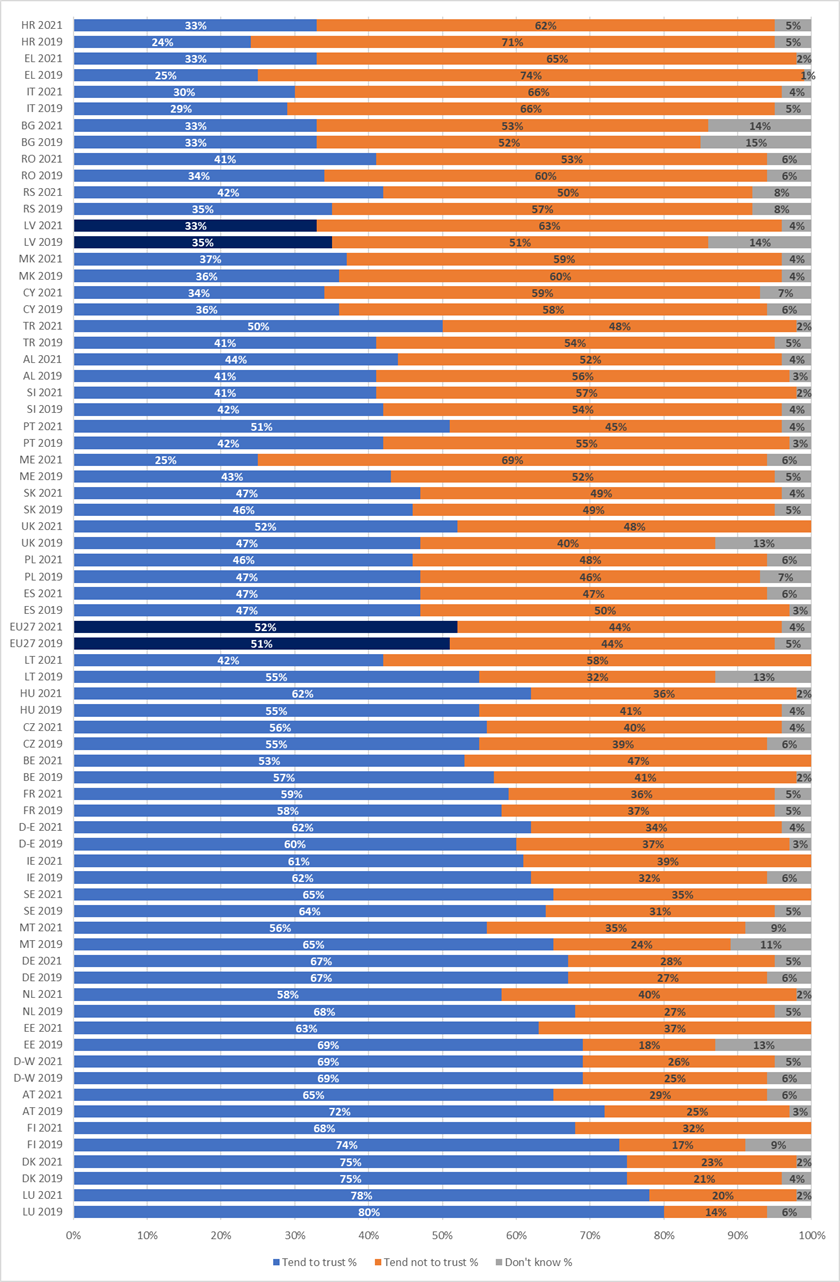 HR 2021 33% 62% 5%
HR 2019 24% 71% 5%
EL 2021 33% 65% 2%
EL 2019 25% 74% 1%
IT 2021 30% 66% 4%
IT 2019 29% 66% 5%
BG 2021 33% 53% 14%
BG 2019 33% 52% 15%
RO 2021 41% 53% 6%
RO 2019 34% 60% 6%
RS 2021 42% 50% 8%
RS 2019 35% 57% 8%
LV 2021 33% 63% 4%
LV 2019 35% 51% 14%
MK 2021 37% 59% 4%
MK 2019 36% 60% 4%
CY 2021 34% 59% 7%
CY 2019 36% 58% 6%
TR 2021 50% 48% 2%
TR 2019 41% 54% 5%
AL 2021 44% 52% 4%
AL 2019 41% 56% 3%
SI 2021 41% 57% 2%
SI 2019 42% 54% 4%
PT 2021 51% 45% 4%
PT 2019 42% 55% 3%
ME 2021 25% 69% 6%
ME 2019 43% 52% 5%
SK 2021 47% 49% 4%
SK 2019 46% 49% 5%
UK 2021 52% 48%
UK 2019 47% 40% 13%
PL 2021 46% 48% 6%
PL 2019 47% 46% 7%
ES 2021 47% 47% 6%
ES 2019 47% 50% 3%
EU27 2021 52% 44% 4%
EU27 2019 51% 44% 5%
LT 2021 42% 58%
LT 2019 55% 32% 13%
HU 2021 62% 36% 2%
HU 2019 55% 41% 4%
CZ 2021 56% 40% 4%
CZ 2019 55% 39% 6%
BE 2021 53% 47%
BE 2019 57% 41% 2%
FR 2021 59% 36% 5%
FR 2019 58% 37% 5%
D-E 2021 62% 34% 4%
D-E 2019 60% 37% 3%
IE 2021 61% 39%
IE 2019 62% 32% 6%
SE 2021 65% 35%
SE 2019 64% 31% 5%
MT 2021 56% 35% 9%
MT 2019 65% 24% 11%
DE 2021 67% 28% 5%
DE 2019 67% 27% 6%
NL 2021 58% 40% 2%
NL 2019 68% 27% 5%
EE 2021 63% 37%
EE 2019 69% 18% 13%
D-W 2021 69% 26% 5%
D-W 2019 69% 25% 6%
AT 2021 65% 29% 6%
AT 2019 72% 25% 3%
FI 2021 68% 32%
FI 2019 74% 17% 9%
DK 2021 75% 23% 2%
DK 2019 75% 21% 4%
LU 2021 78% 20% 2%
LU 2019 80% 14% 6%
0% 10% 20% 30% 40% 50% 60% 70% 80% 90% 100%
Tend to trust % Tend not to trust % Don't know %